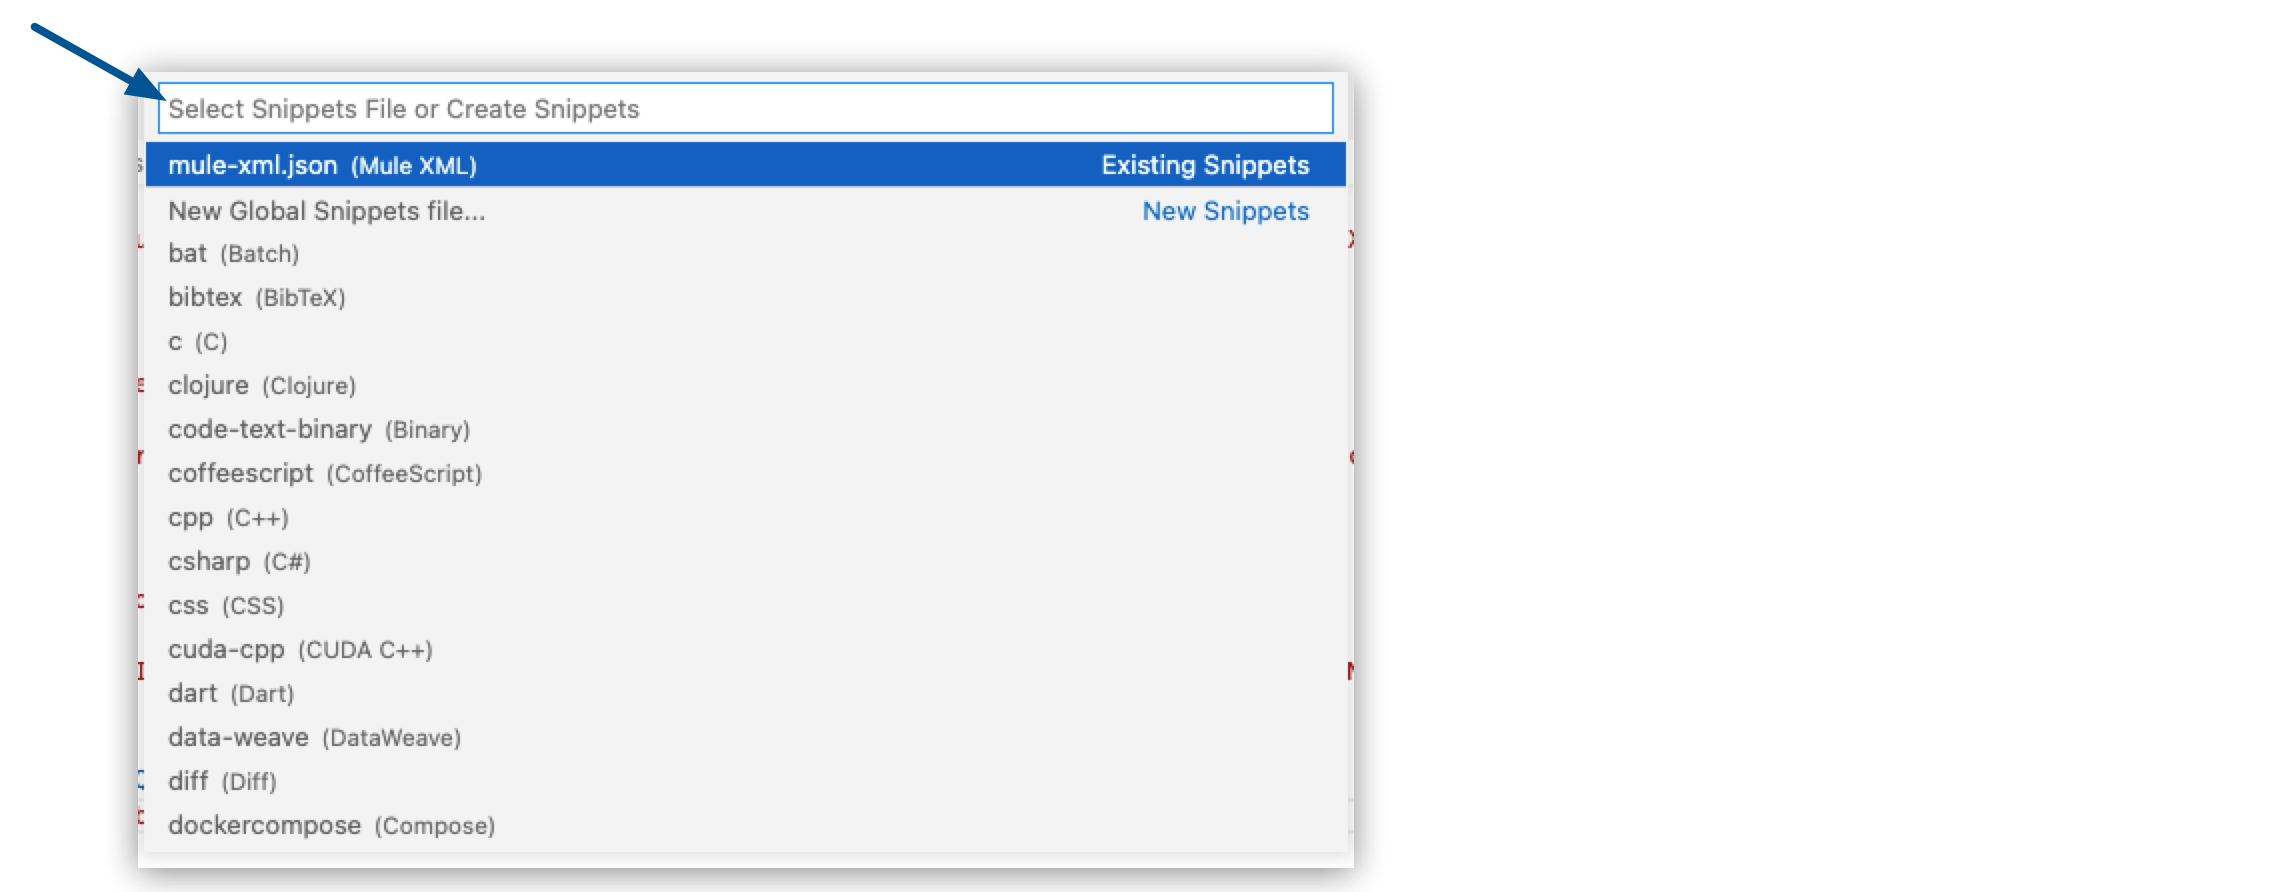 Select Snippets File or Create Snippets
mule-xml.json (Mule XML) Existing Snippets
New Global Snippets file... New Snippets
bat (Batch)
bibtex (BibTeX)
c (C)
clojure (Clojure)
code-text-binary (Binary)
coffeescript (CoffeeScript)
cpp (C++)
csharp (C#)
css (CSS)
cuda-cpp (CUDA C++)
dart (Dart)
data-weave (DataWeave)
diff (Diff)
dockercompose (Compose)